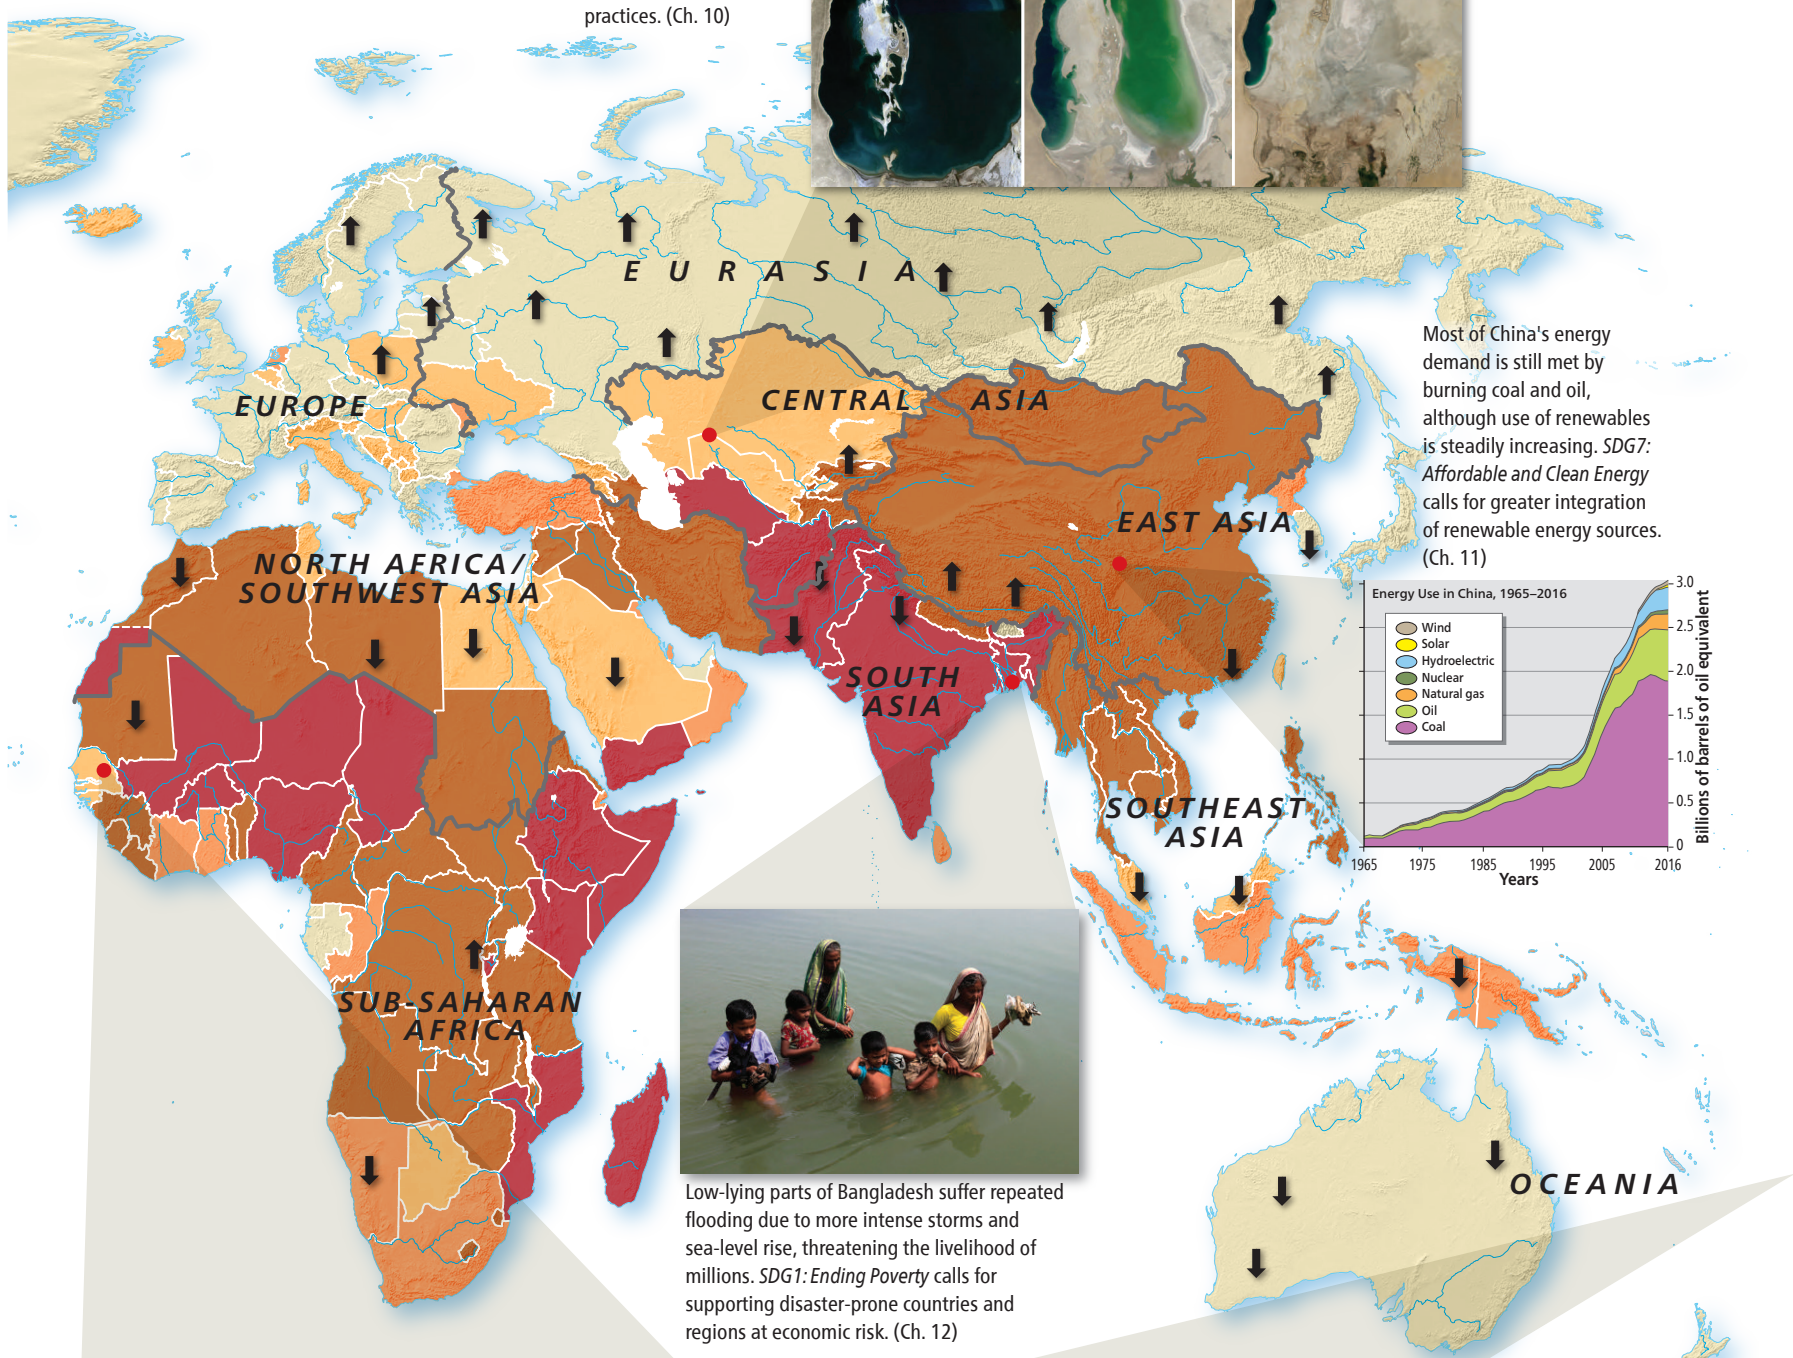 practices. (Ch. 10)
EURASIA
EUROPE
CENTRAL ASIA
Most of China's energy
demand is still met by
burning coal and oil,
although use of renewables
is steadily increasing. SDG7:
Affordable and Clean Energy
calls for greater integration
of renewable energy sources.
(Ch. 11)
EAST ASIA
NORTH AFRICA/
SOUTHWEST ASIA
SOUTH
ASIA
SOUTHEAST
ASIA
SUB-SAHARAN
AFRICA
OCEANIA
Energy Use in China, 1965–2016
Wind
Solar
Hydroelectric
Nuclear
Natural gas
Oil
Coal
3.0
2.5
2.0
1.5
1.0
0.5
0
Billions of barrels of oil equivalent
1965 1975 1985 1995 2005 2016
Years
Low-lying parts of Bangladesh suffer repeated
flooding due to more intense storms and
sea-level rise, threatening the livelihood of
millions. SDG1: Ending Poverty calls for
supporting disaster-prone countries and
regions at economic risk. (Ch. 12)